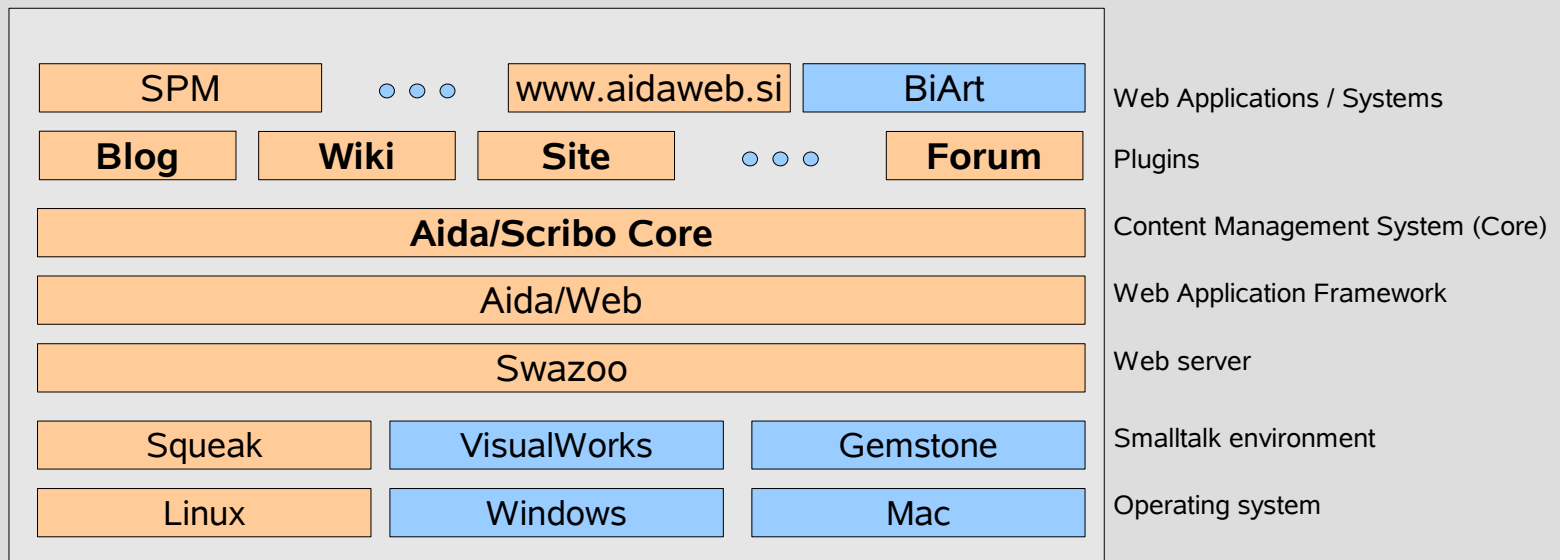 SPM www.aidaweb.si BiArt Web Applications / Systems
Blog Wiki Site Forum Plugins
Aida/Scribo Core Content Management System (Core)
Aida/Web Web Application Framework
Swazoo Web server
Squeak VisualWorks Gemstone Smalltalk environment
Linux Windows Mac Operating system